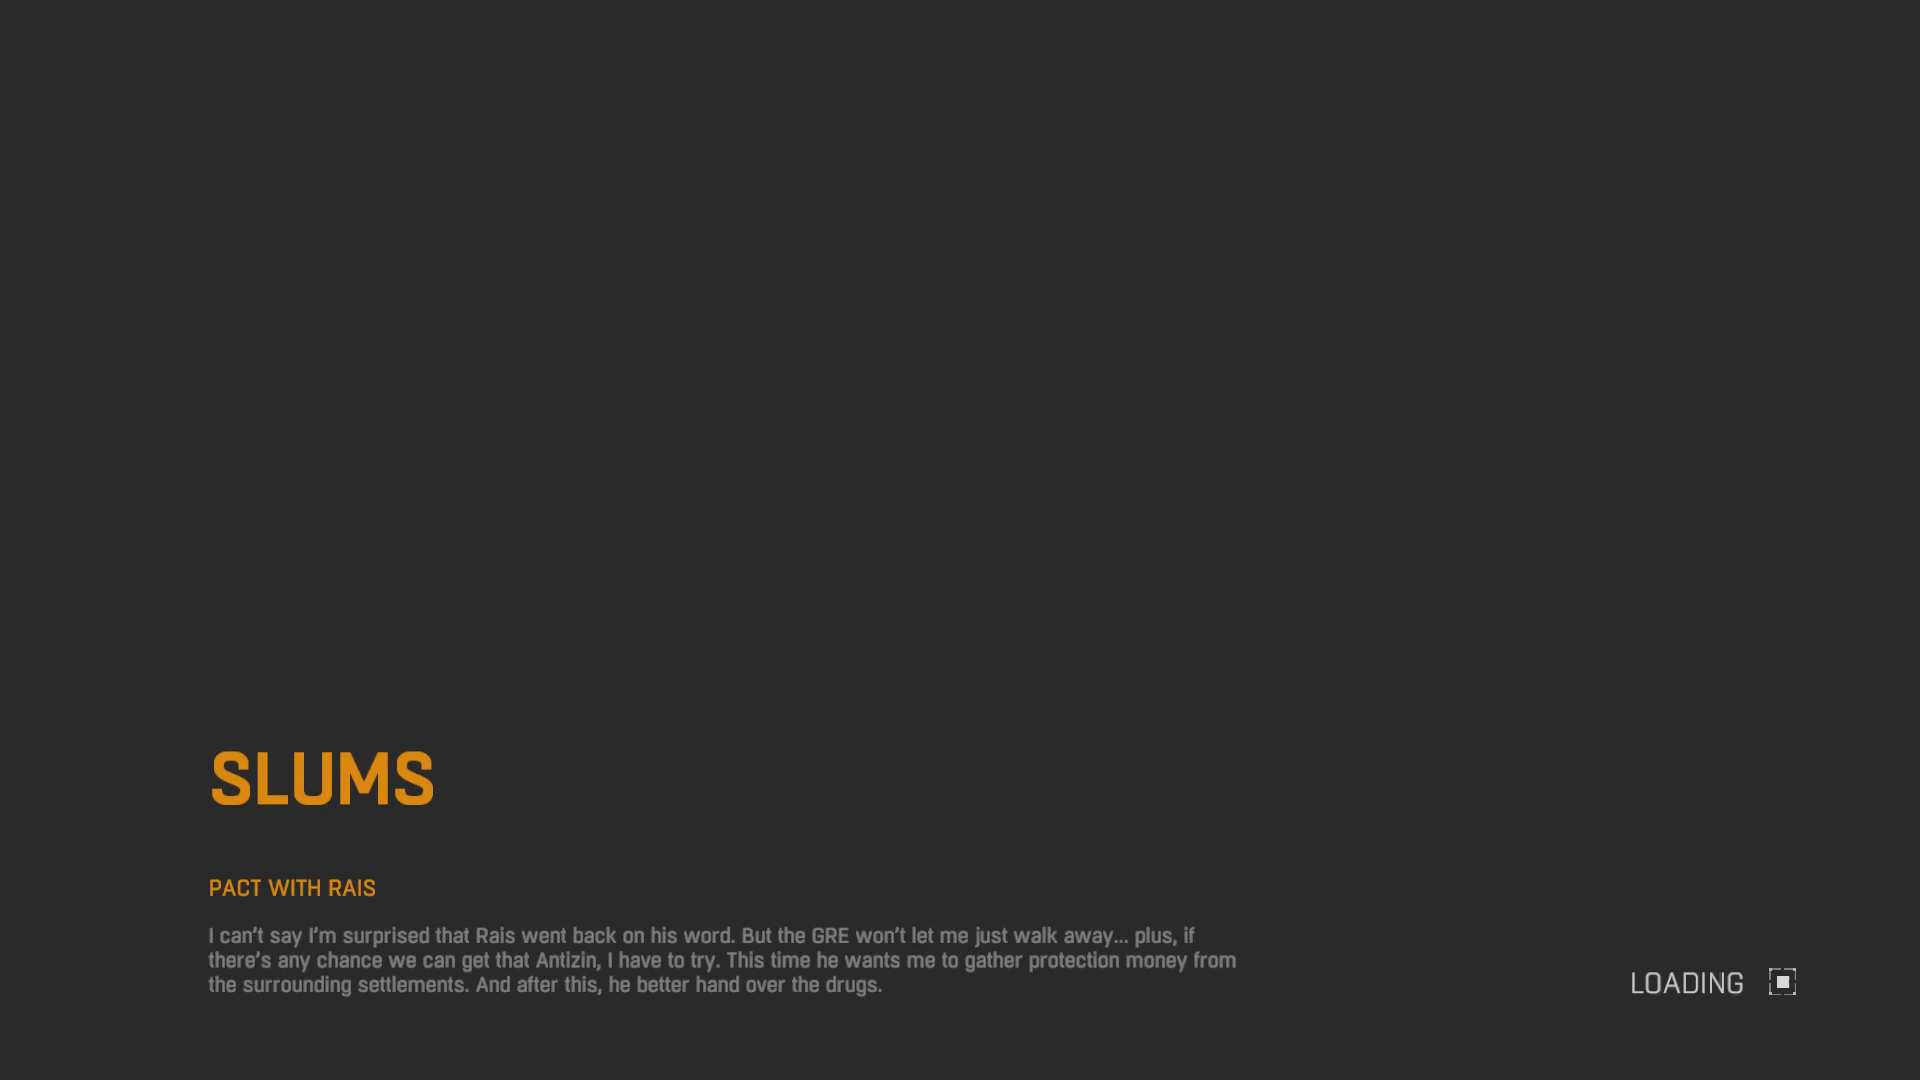 SLUMS
PACT WITH RAIS
I can't say I'm surprised that Rais went back on his word. But the GRE won't let me just walk away... plus, if
there's any chance we can get that Antizin, I have to try. This time he wants me to gather protection money from
the surrounding settlements. And after this, he better hand over the drugs.
LOADING